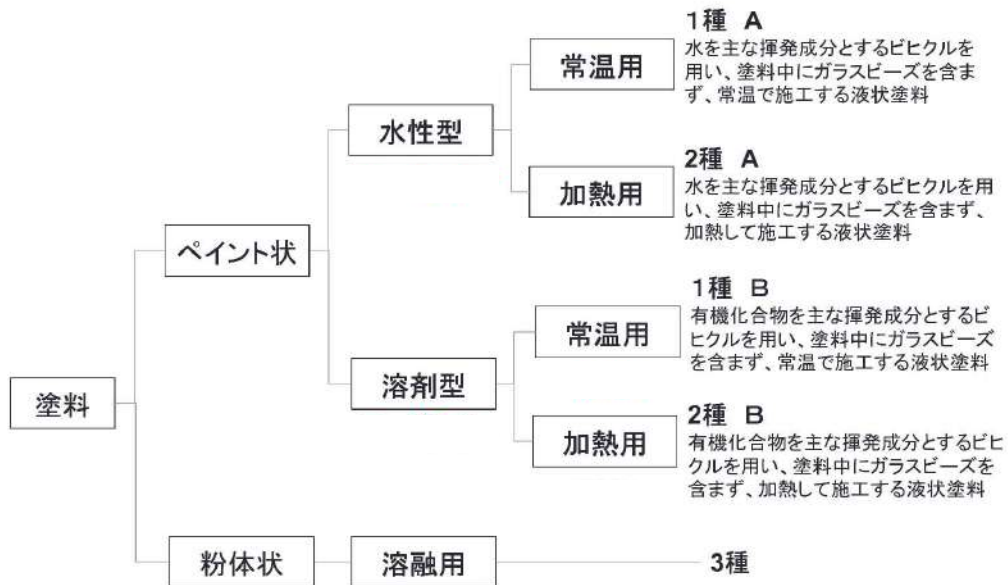 塗料
ペイント状
水性型
常温用
1種 A
水を主な揮発成分とするビヒクルを
用い、塗料中にガラスビーズを含ま
ず、常温で施工する液状塗料
加熱用
2種 A
水を主な揮発成分とするビヒクルを用
い、塗料中にガラスビーズを含まず、
加熱して施工する液状塗料
溶剤型
常温用
1種 B
有機化合物を主な揮発成分とするビ
ヒクルを用い、塗料中にガラスビーズ
を含まず、常温で施工する液状塗料
加熱用
2種 B
有機化合物を主な揮発成分とするビヒ
クルを用い、塗料中にガラスビーズを
含まず、加熱して施工する液状塗料
粉体状
溶融用
3種